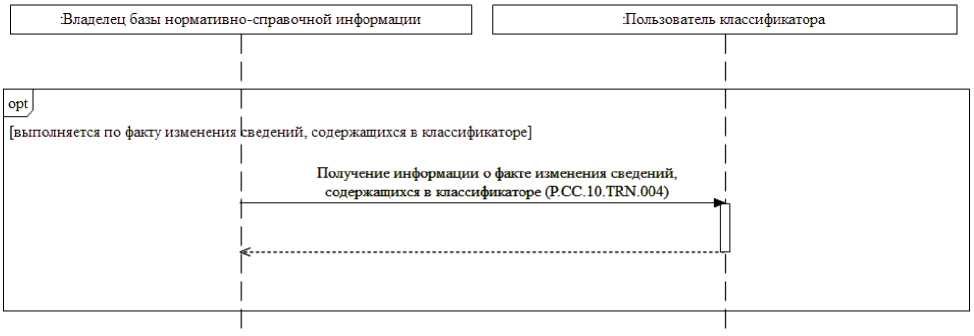 :Владелец базы нормативно-справочной информации
:Пользователь классификатора
opt
[выполняется по факту изменения сведений, содержащихся в классификаторе]
Получение информации о факте изменения сведений,
содержащихся в классификаторе (P.CC.10.TRN.004)